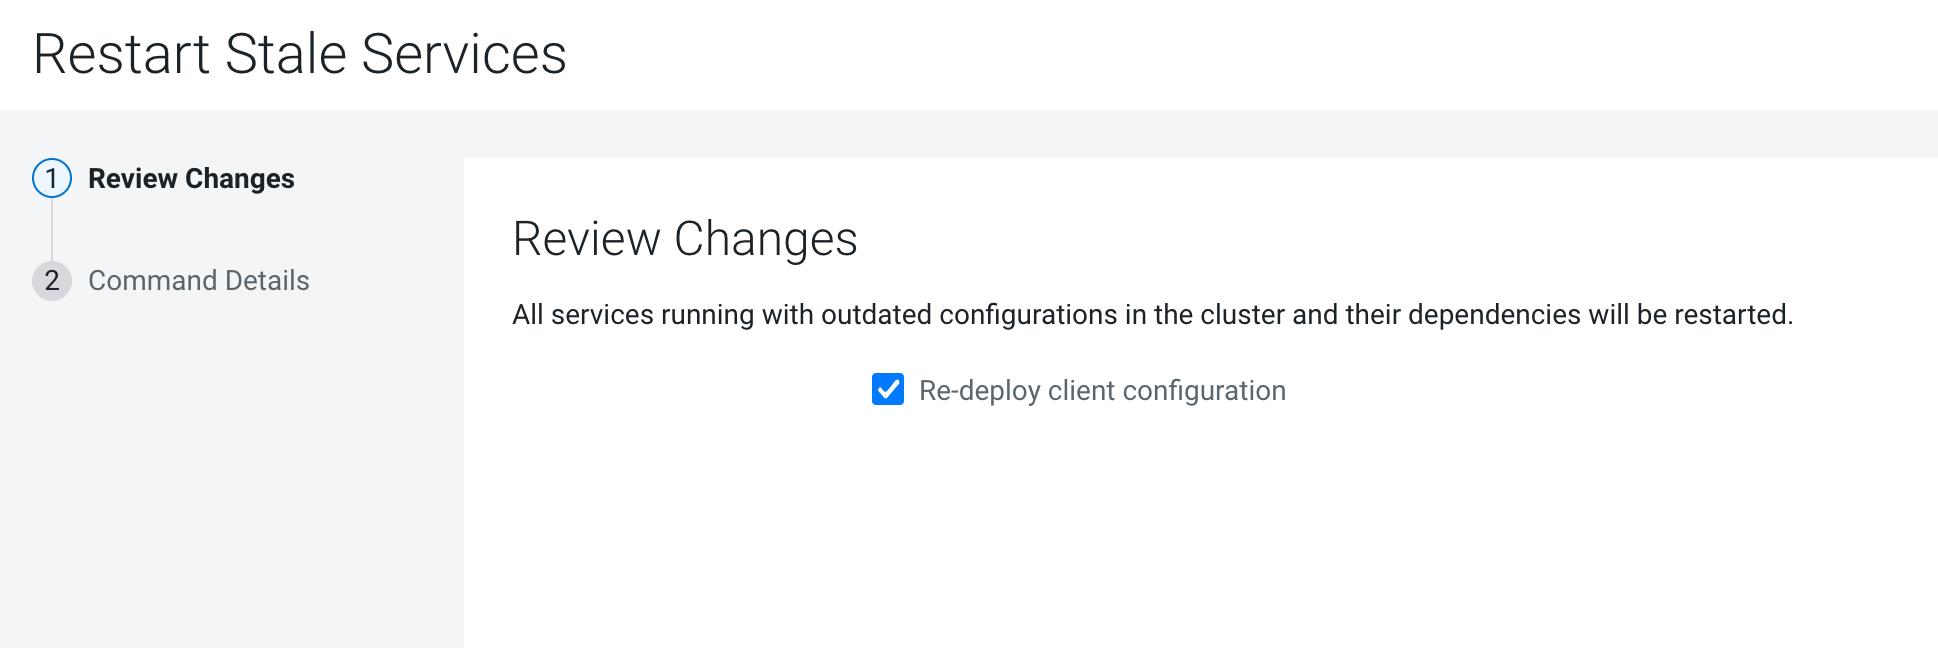 Restart Stale Services
1 Review Changes
2 Command Details
Review Changes
All services running with outdated configurations in the cluster and their dependencies will be restarted.
Re-deploy client configuration